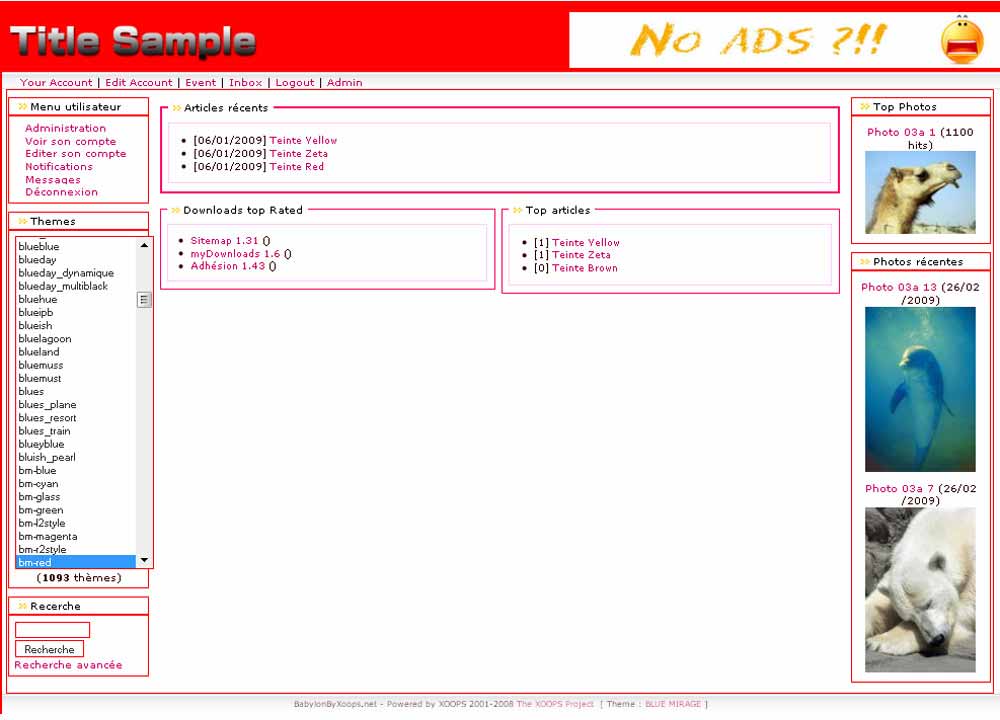 Title Sample
No ADS ?!!
Your Account | Edit Account | Event | Inbox | Logout | Admin
Menu utilisateur
Administration
Voir son compte
Editer son compte
Notifications
Messages
Déconnexion
Themes
blueblue
blueday
blueday_dynamique
blueday_multiblack
bluehue
blueipb
blueish
bluelagoon
blueland
bluemuss
bluemust
blues
blues_plane
blues_resort
blues_train
blueyblue
bluish_pearl
bm-blue
bm-cyan
bm-glass
bm-green
bm-l2style
bm-magenta
bm-r2style
bm-red
(1093 thèmes)
Recerche
Recherche
Recherche avancée
Articles récents
[06/01/2009] Teinte Yellow
[06/01/2009] Teinte Zeta
[06/01/2009] Teinte Red
Downloads top Rated
Sitemap 1.31 ()
myDownloads 1.6 ()
Adhésion 1.43 ()
Top articles
[1] Teinte Yellow
[1] Teinte Zeta
[0] Teinte Brown
Top Photos
Photo 03a 1 (1100
hits)
Photos récentes
Photo 03a 13 (26/02
/2009)
Photo 03a 7 (26/02
/2009)
BabylonByXoops.net - Powered by XOOPS 2001-2008 The XOOPS Project [ Theme : BLUE MIRAGE ]